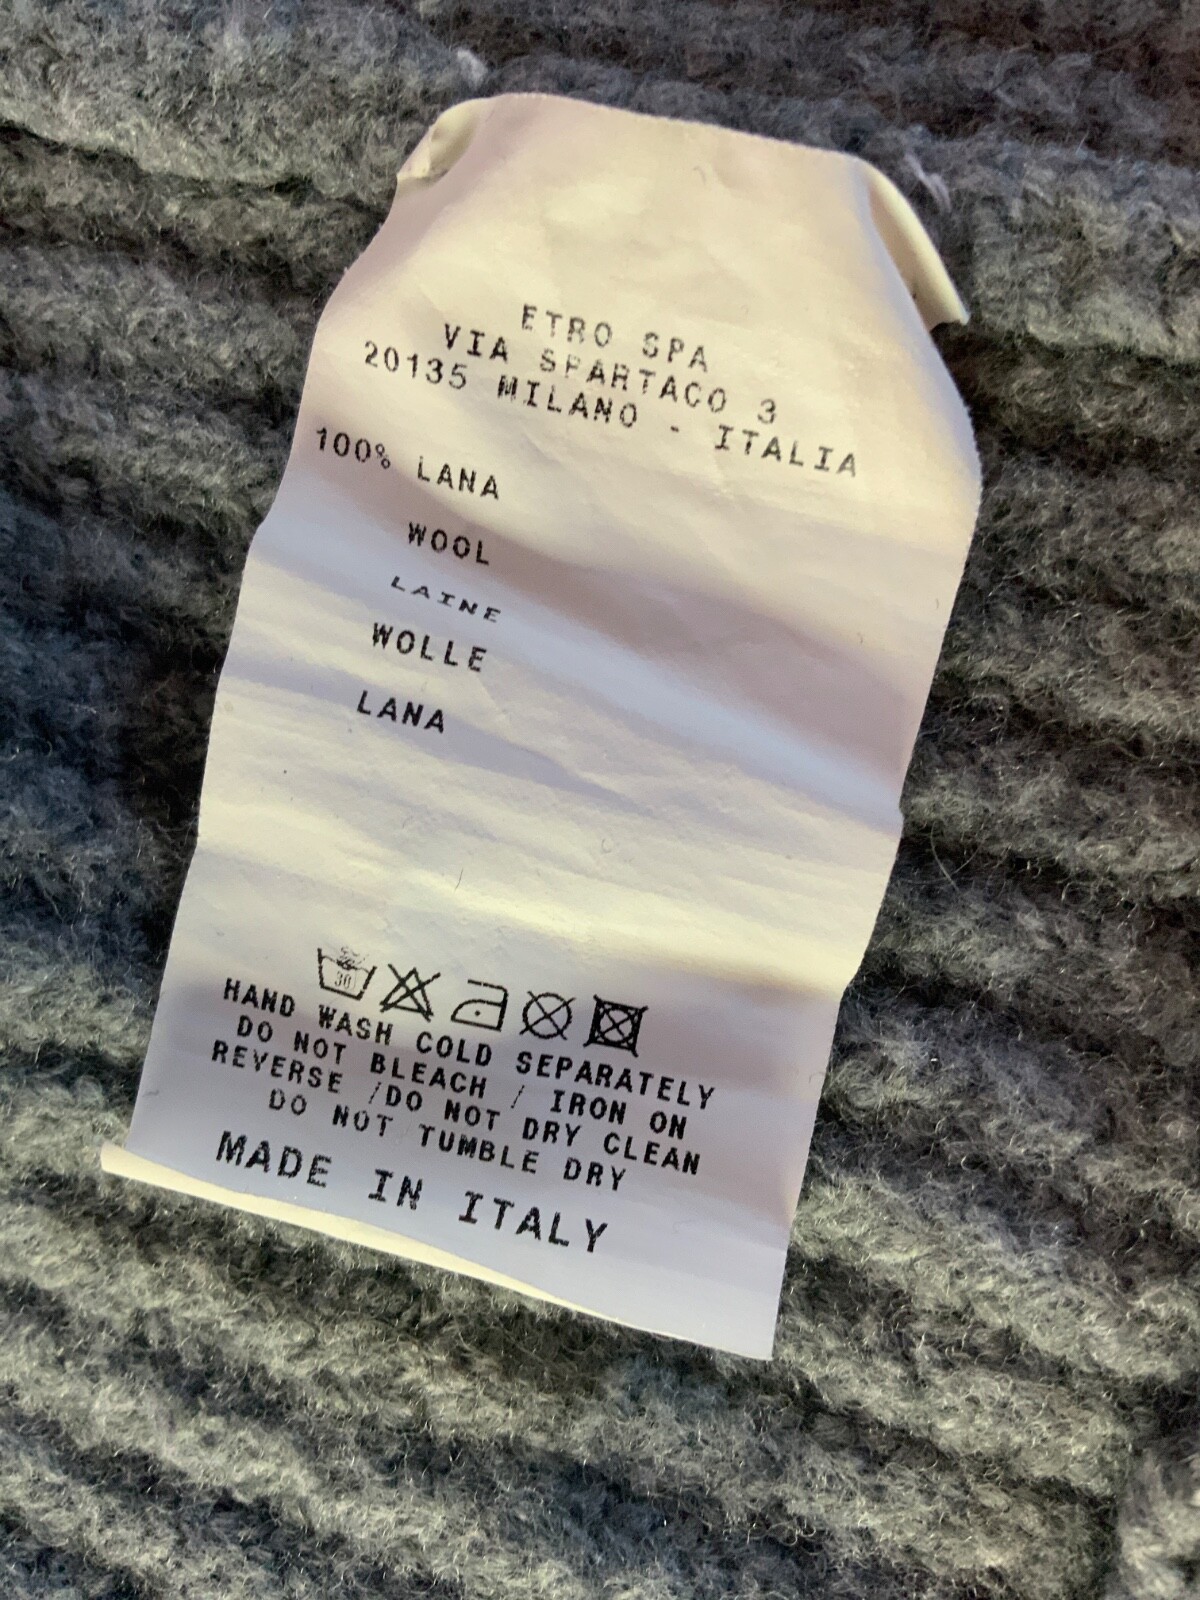 ETRO SPA
VIA SPARTACO 3
20135 MILANO - ITALIA
100% LANA
WOOL
LAINE
WOLLE
LANA
30
HAND WASH COLD SEPARATELY
DO NOT BLEACH / IRON ON
REVERSE /DO NOT DRY CLEAN
DO NOT TUMBLE DRY
MADE IN ITALY